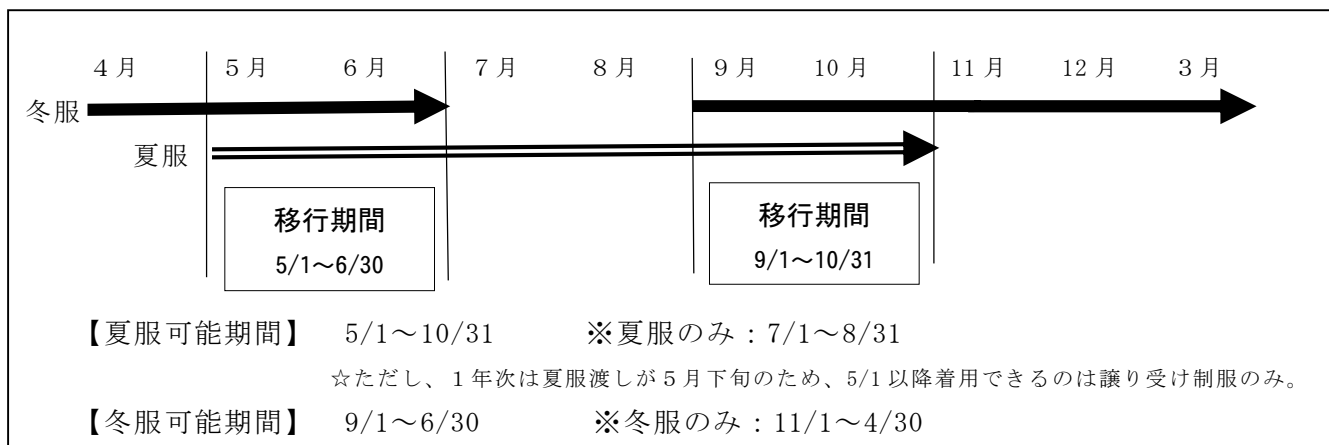 4月 5月 6月 7月 8月 9月 10月 11月 12月 3月
冬服
夏服
移行期間
5/1～6/30
移行期間
9/1～10/31
【夏服可能期間】 5/1～10/31 ※夏服のみ：7/1～8/31
☆ただし、１年次は夏服渡しが５月下旬のため、5/1以降着用できるのは譲り受け制服のみ。
【冬服可能期間】 9/1～6/30 ※冬服のみ：11/1～4/30